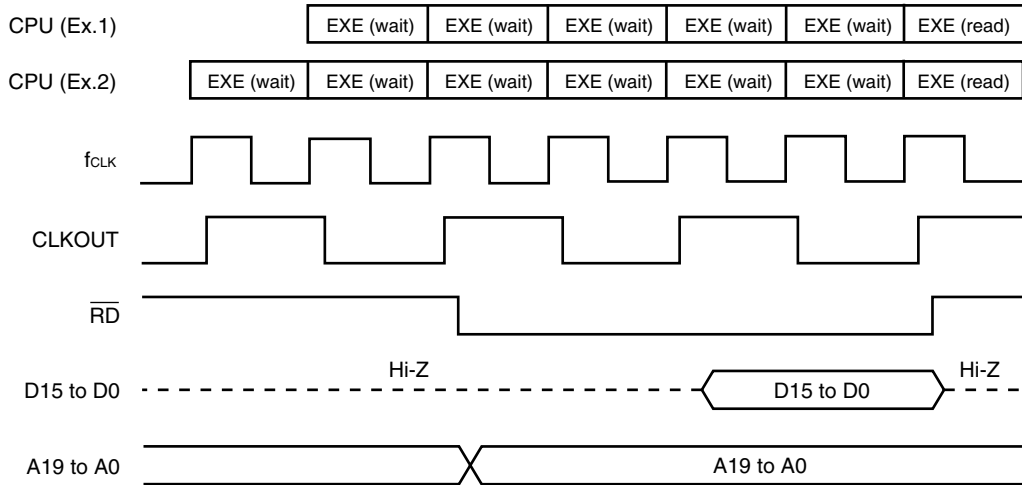 CPU (Ex.1) EXE (wait) EXE (wait) EXE (wait) EXE (wait) EXE (wait) EXE (read)
CPU (Ex.2) EXE (wait) EXE (wait) EXE (wait) EXE (wait) EXE (wait) EXE (wait) EXE (read)
fCLK
CLKOUT
RD
Hi-Z Hi-Z
D15 to D0 D15 to D0
A19 to A0 A19 to A0